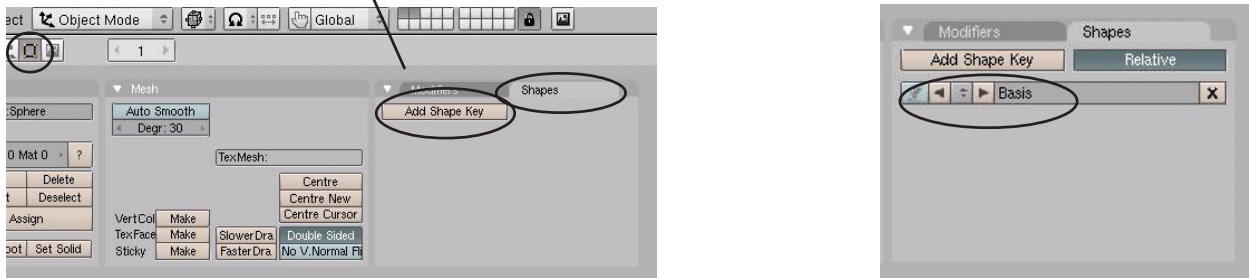 ect Object Mode Global
1
Mesh Modifiers Shapes
:Sphere Auto Smooth Add Shape Key
Degr: 30
0 Mat 0 ? TexMesh:
Delete Centre
t Deselect Centre New
Assign VertCol Make Centre Cursor
TexFace Make SlowerDra Double Sided
oot Set Solid Sticky Make FasterDra No V.Normal Fli
Modifiers Shapes
Add Shape Key Relative
Basis X